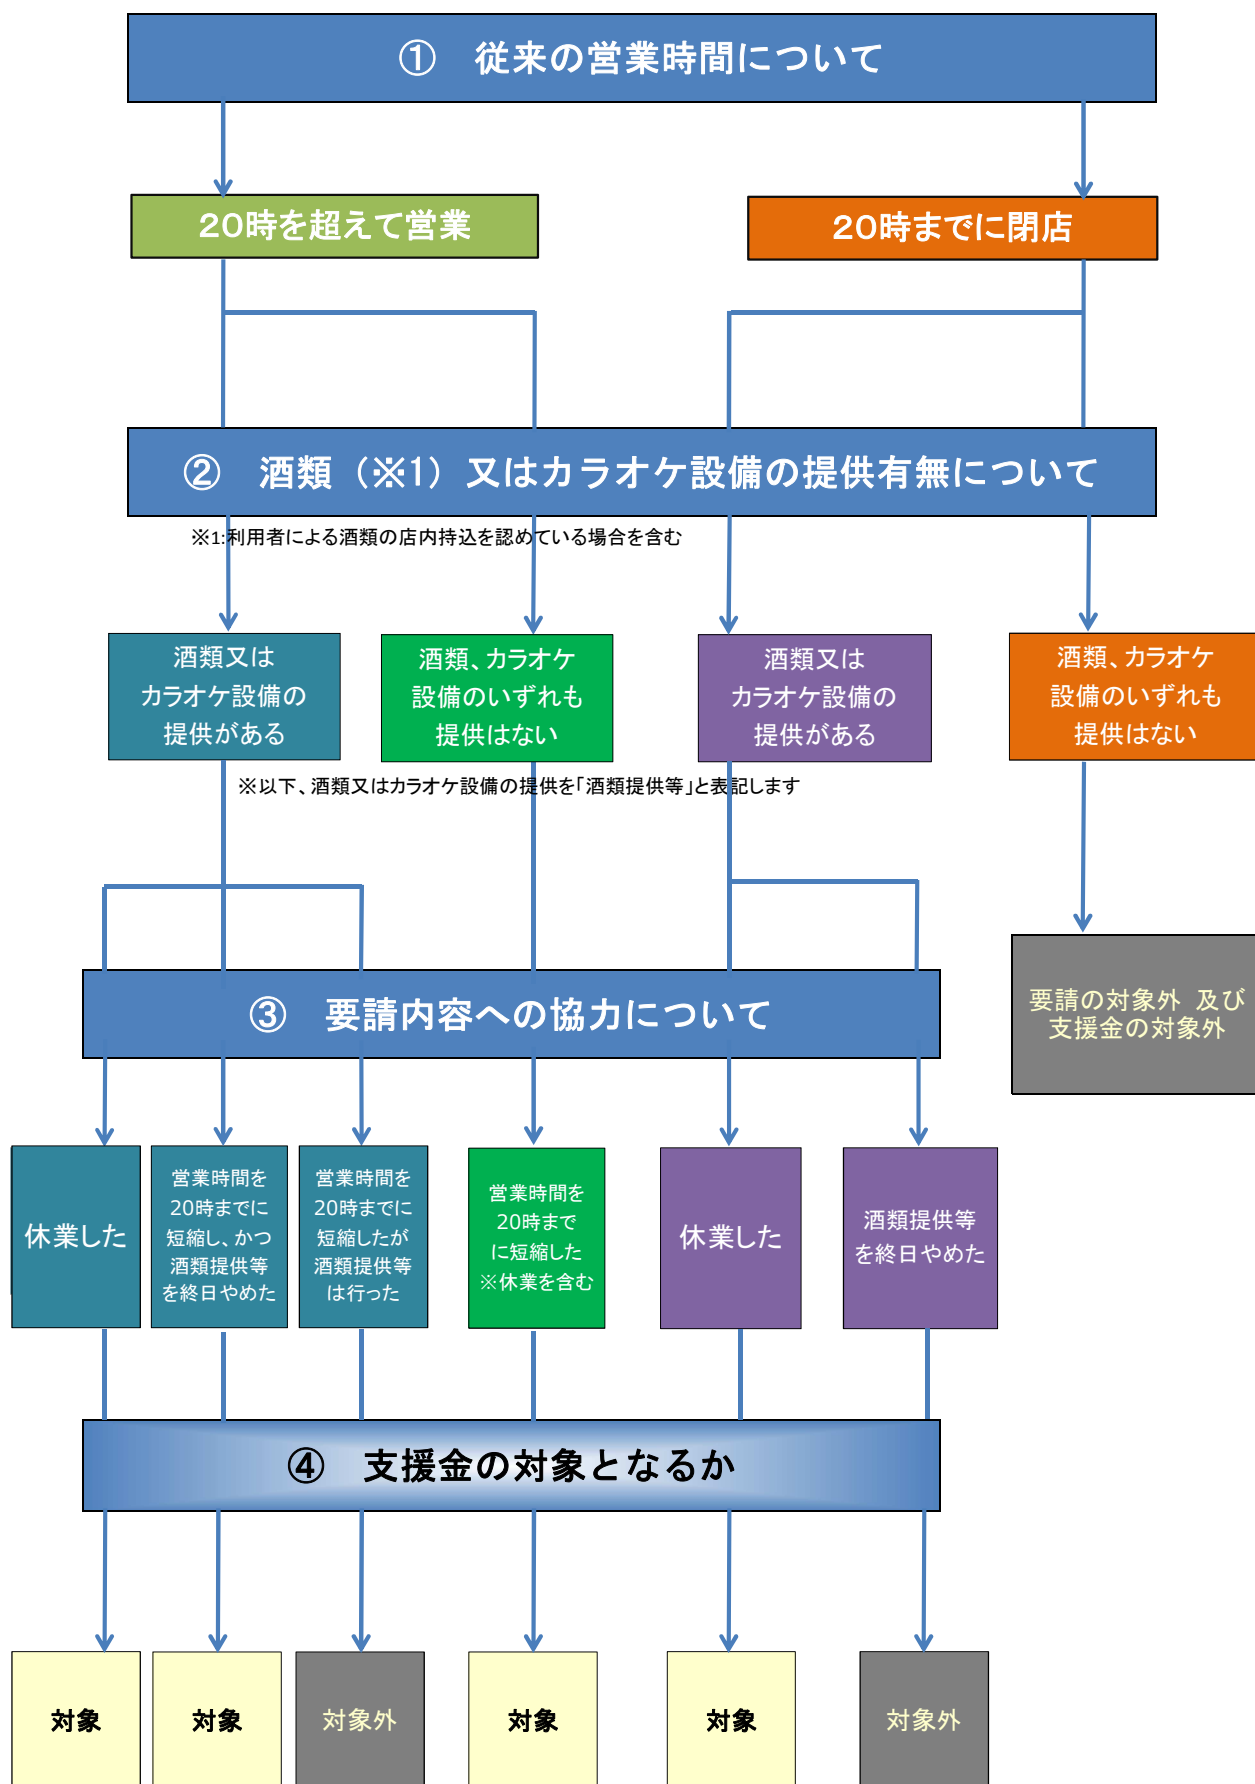 ① 従来の営業時間について
20時を超えて営業
20時までに閉店
② 酒類（※1）又はカラオケ設備の提供有無について
※1:利用者による酒類の店内持込を認めている場合を含む
酒類又は
カラオケ設備の
提供がある
酒類、カラオケ
設備のいずれも
提供はない
酒類又は
カラオケ設備の
提供がある
酒類、カラオケ
設備のいずれも
提供はない
※以下、酒類又はカラオケ設備の提供を「酒類提供等」と表記します
要請の対象外 及び
支援金の対象外
③ 要請内容への協力について
休業した
営業時間を
20時までに
短縮し、かつ
酒類提供等
を終日やめた
営業時間を
20時までに
短縮したが
酒類提供等
は行った
営業時間を
20時まで
に短縮した
※休業を含む
休業した
酒類提供等
を終日やめた
④ 支援金の対象となるか
対象
対象
対象外
対象
対象
対象外